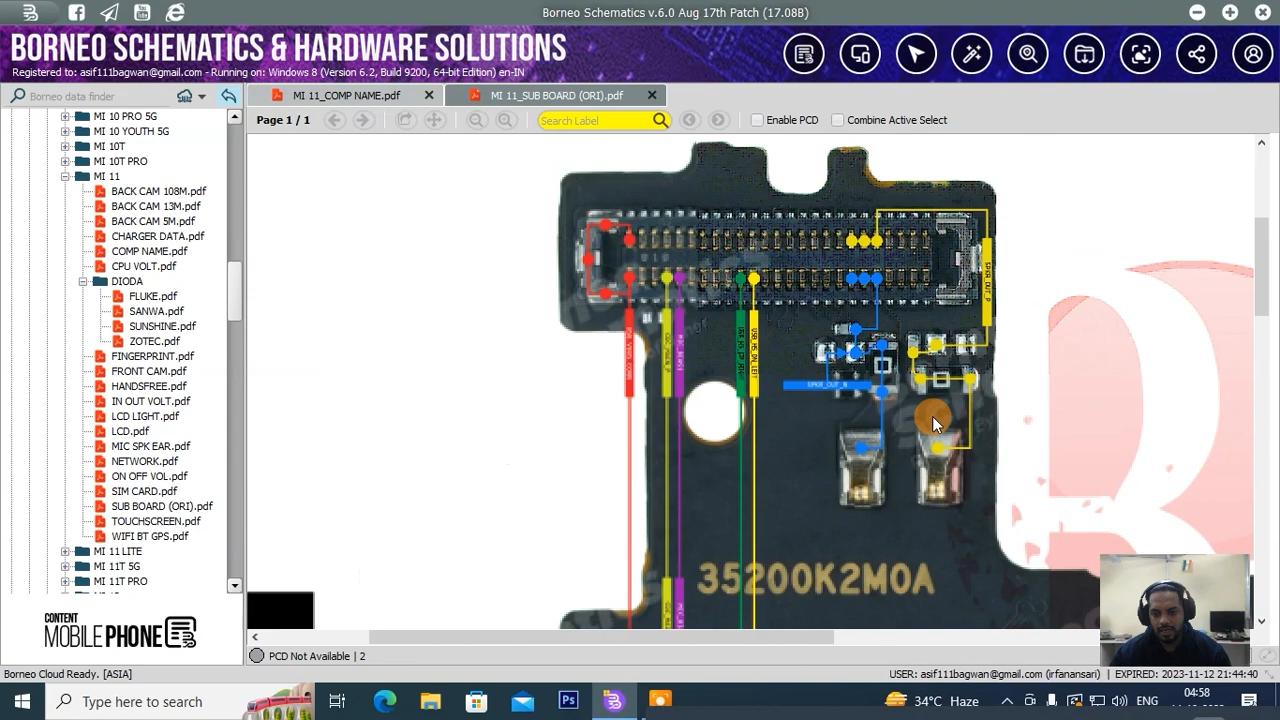 Borneo Schematics v.6.0 Aug 17th Patch (17.08B)
BORNEO SCHEMATICS & HARDWARE SOLUTIONS
Registered to: asif111bagwan@gmail.com - Running on: Windows 8 (Version 6.2, Build 9200, 64-bit Edition) en-IN
Borneo data finder
MI 11_COMP NAME.pdf
MI 11_SUB BOARD (ORI).pdf
Page 1 / 1
Search Label
Enable PCD
Combine Active Select
MI 10 PRO 5G
MI 10 YOUTH 5G
MI 10T
MI 10T PRO
MI 11
BACK CAM 108M.pdf
BACK CAM 13M.pdf
BACK CAM 5M.pdf
CHARGER DATA.pdf
COMP NAME.pdf
CPU VOLT.pdf
DIODA
FLUKE.pdf
SANWA.pdf
SUNSHINE.pdf
ZOTEC.pdf
FINGERPRINT.pdf
FRONT CAM.pdf
HANDSFREE.pdf
IN OUT VOLT.pdf
LCD LIGHT.pdf
LCD.pdf
MIC SPK EAR.pdf
NETWORK.pdf
ON OFF VOL.pdf
SIM CARD.pdf
SUB BOARD (ORI).pdf
TOUCHSCREEN.pdf
WIFI BT GPS.pdf
MI 11 LITE
MI 11T 5G
MI 11T PRO
SPKR_OUT_P
SPKR_OUT_N
35200K2M0A
CONTENT
MOBILE PHONE
PCD Not Available | 2
Borneo Cloud Ready. [ASIA]
USER: asif111bagwan@gmail.com (irfanansari)
EXPIRED: 2023-11-12 21:44:40
Type here to search
Ps
34°C Haze
ENG
04:58